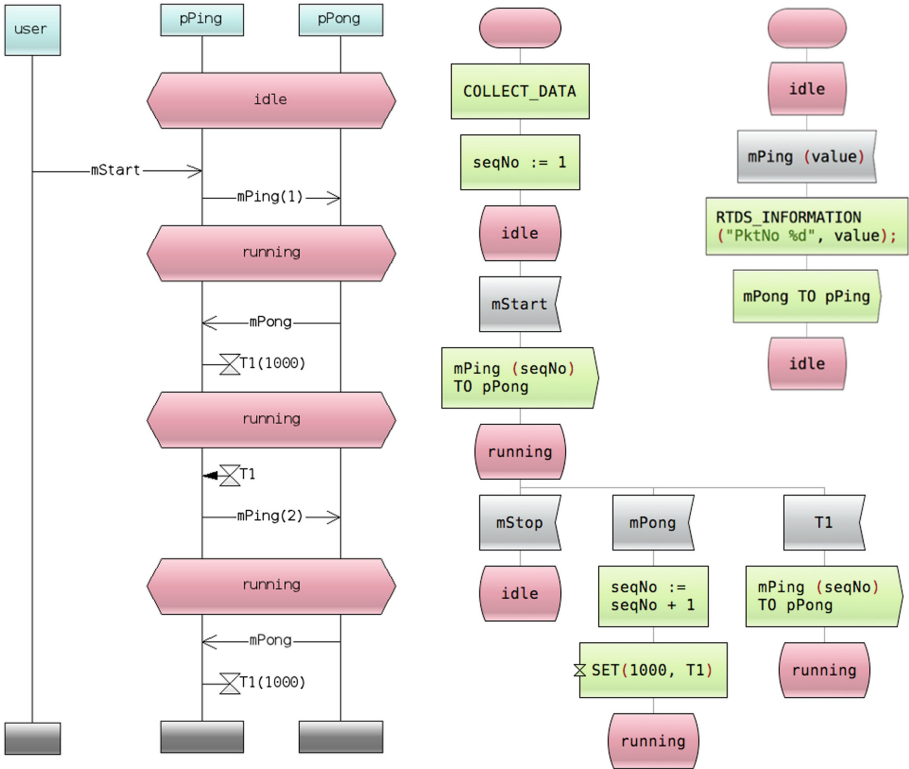 user
pPing
pPong
idle
mStart
mPing(1)
running
mPong
T1(1000)
running
T1
mPing(2)
running
mPong
T1(1000)
COLLECT_DATA
seqNo := 1
idle
mStart
mPing (seqNo)
TO pPong
running
mStop
idle
mPong
seqNo :=
seqNo + 1
SET(1000, T1)
running
T1
mPing (seqNo)
TO pPong
running
idle
mPing (value)
RTDS_INFORMATION
("PktNo %d", value);
mPong TO pPing
idle